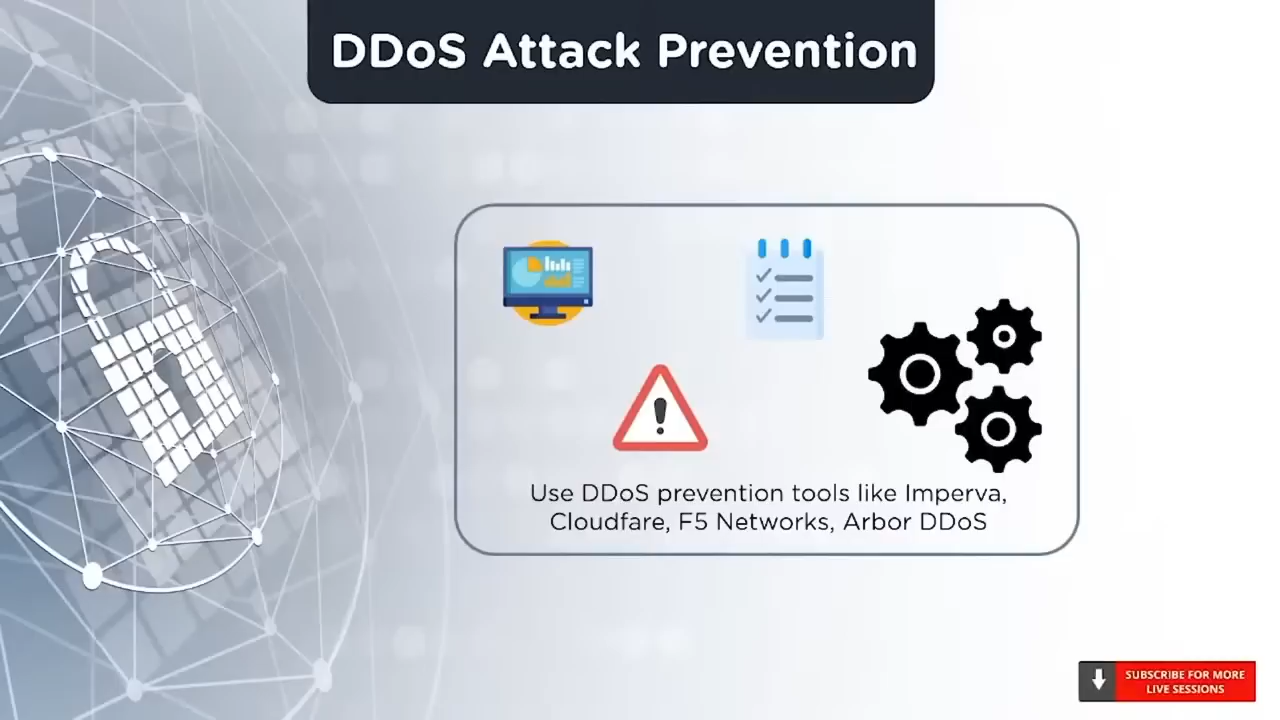 DDoS Attack Prevention
Use DDoS prevention tools like Imperva,
Cloudfare, F5 Networks, Arbor DDoS
SUBSCRIBE FOR MORE
LIVE SESSIONS